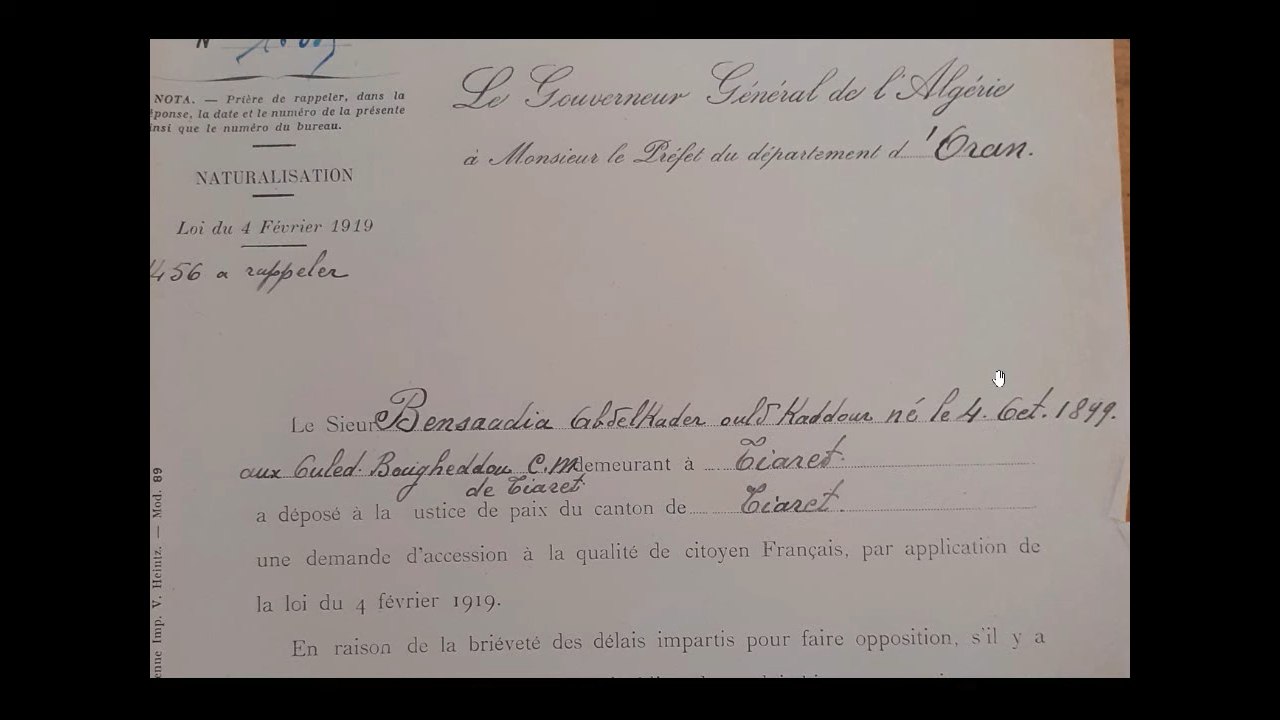 N°
NOTA. — Prière de rappeler, dans la
éponse, la date et le numéro de la présente
insi que le numéro du bureau.
NATURALISATION
Loi du 4 Février 1919
456 a rappeler
Le Gouverneur Général de l'Algérie
à Monsieur le Préfet du département d'Oran.
Le Sieur Bensaadia Abdelkader ould Kaddour né le 4. Oct. 1899.
aux Ouled Bougheddou C.M demeurant à Tiaret.
de Tiaret
a déposé à la ustice de paix du canton de Tiaret.
une demande d'accession à la qualité de citoyen Français, par application de
la loi du 4 février 1919.
En raison de la briéveté des délais impartis pour faire opposition, s'il y a
enne Imp. V. Heintz. — Mod. 89